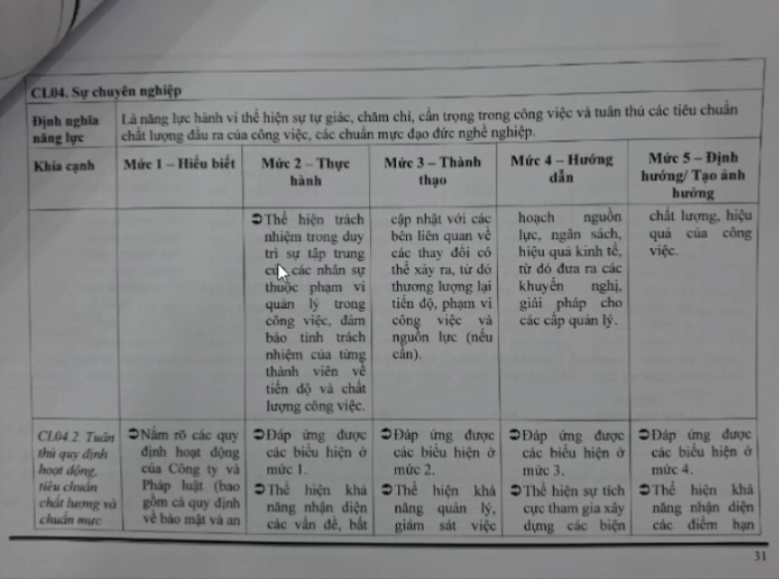 CL04. Sự chuyên nghiệp
Định nghĩa
năng lực
Là năng lực hành vi thể hiện sự tự giác, chăm chỉ, cẩn trọng trong công việc và tuân thủ các tiêu chuẩn
chất lượng đầu ra của công việc, các chuẩn mực đạo đức nghề nghiệp.
Khía cạnh
Mức 1 – Hiểu biết
Mức 2 – Thực
hành
Mức 3 – Thành
thạo
Mức 4 – Hướng
dẫn
Mức 5 – Định
hướng/ Tạo ảnh
hưởng
➲Thể hiện trách
nhiệm trong duy
trì sự tập trung
của các nhân sự
thuộc phạm vi
quản lý trong
công việc, đảm
bảo tính trách
nhiệm của từng
thành viên về
tiến độ và chất
lượng công việc.
cập nhật với các
bên liên quan về
các thay đổi có
thể xảy ra, từ đó
thương lượng lại
tiến độ, phạm vi
công việc và
nguồn lực (nếu
cần).
hoạch nguồn
lực, ngân sách,
hiệu quả kinh tế,
từ đó đưa ra các
khuyến nghị,
giải pháp cho
các cấp quản lý.
chất lượng, hiệu
quả của công
việc.
CL04.2. Tuân
thủ quy định
hoạt động,
tiêu chuẩn
chất lượng và
chuẩn mực
➲Nắm rõ các quy
định hoạt động
của Công ty và
Pháp luật (bao
gồm cả quy định
về bảo mật và an
➲Đáp ứng được
các biểu hiện ở
mức 1.
➲Thể hiện khả
năng nhận diện
các vấn đề, bất
➲Đáp ứng được
các biểu hiện ở
mức 2.
➲Thể hiện khả
năng quản lý,
giám sát việc
➲Đáp ứng được
các biểu hiện ở
mức 3.
➲Thể hiện sự tích
cực tham gia xây
dựng các biện
➲Đáp ứng được
các biểu hiện ở
mức 4.
➲Thể hiện khả
năng nhận diện
các điểm hạn
31